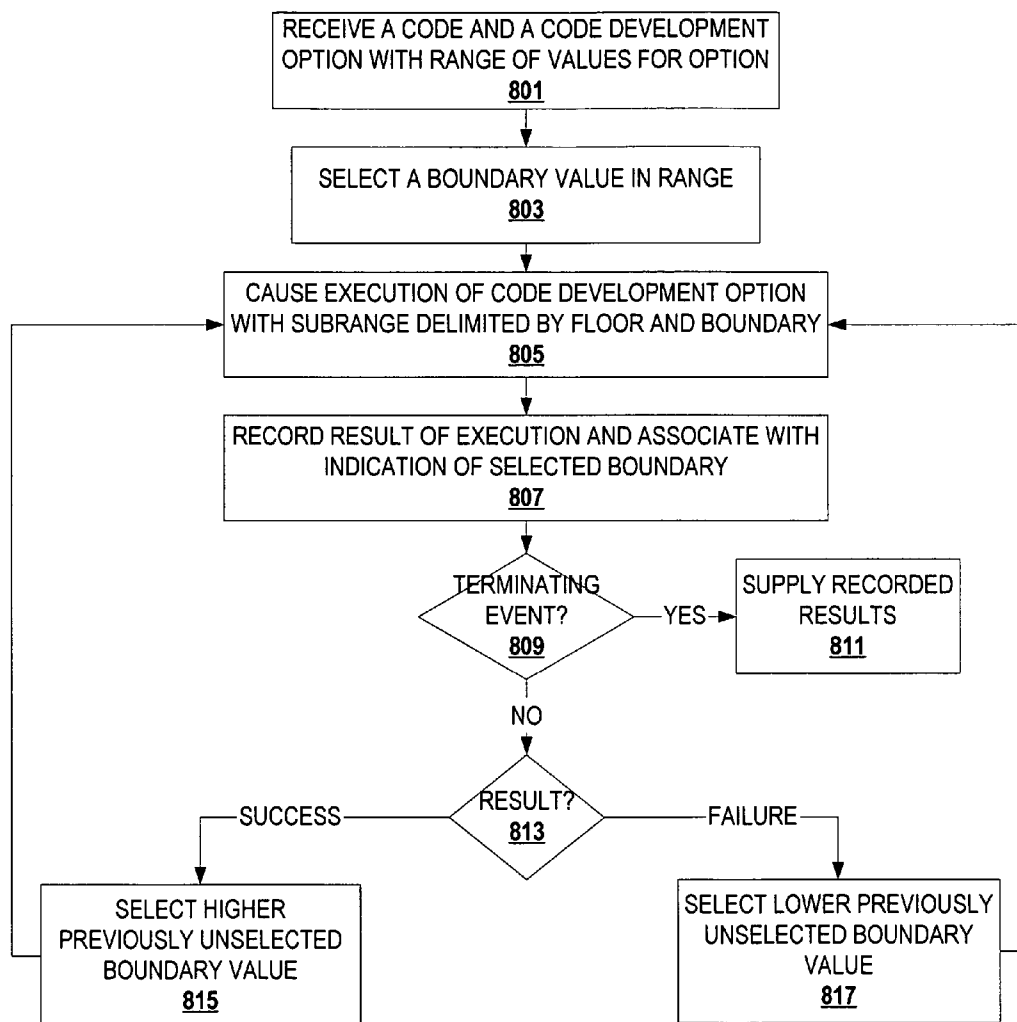 RECEIVE A CODE AND A CODE DEVELOPMENT
OPTION WITH RANGE OF VALUES FOR OPTION
801
SELECT A BOUNDARY VALUE IN RANGE
803
CAUSE EXECUTION OF CODE DEVELOPMENT OPTION
WITH SUBRANGE DELIMITED BY FLOOR AND BOUNDARY
805
RECORD RESULT OF EXECUTION AND ASSOCIATE WITH
INDICATION OF SELECTED BOUNDARY
807
TERMINATING
EVENT?
809
YES
SUPPLY RECORDED
RESULTS
811
NO
RESULT?
813
SUCCESS
FAILURE
SELECT HIGHER
PREVIOUSLY UNSELECTED
BOUNDARY VALUE
815
SELECT LOWER PREVIOUSLY
UNSELECTED BOUNDARY
VALUE
817